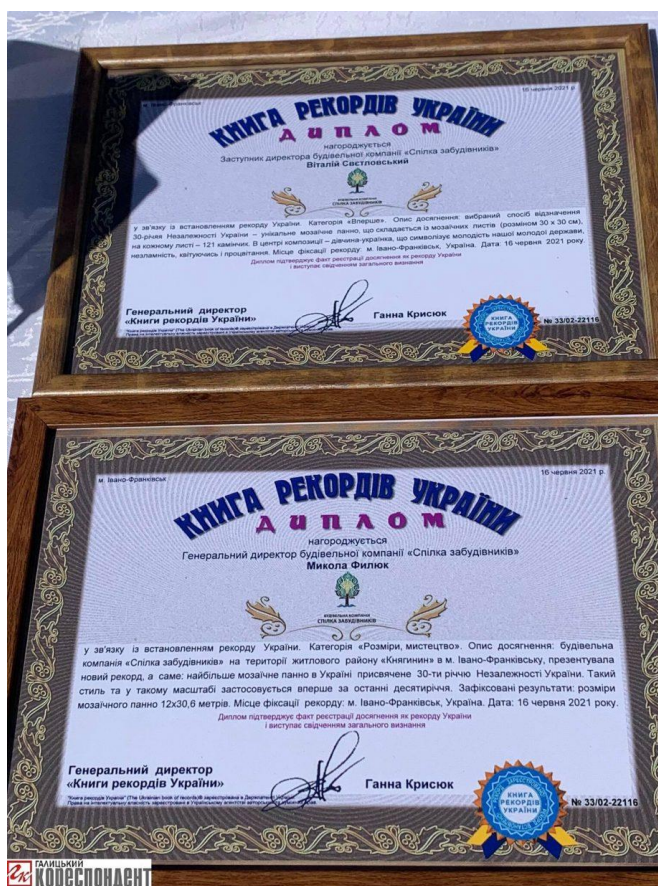 м. Івано-Франківськ
16 червня 2021 р.
КНИГА РЕКОРДІВ УКРАЇНИ
ДИПЛОМ
нагороджується
Заступник директора будівельної компанії «Спілка забудівників»
Віталій Свєтловський
БУДІВЕЛЬНА КОМПАНІЯ
СПІЛКА ЗАБУДІВНИКІВ
у зв'язку із встановленням рекорду України. Категорія «Вперше». Опис досягнення: вибраний спосіб відзначення
30-річчя Незалежності України – унікальне мозаїчне панно, що складається із мозаїчних листів (розміном 30 х 30 см),
на кожному листі – 121 камінчик. В центрі композиції – дівчина-українка, що символізує молодість нашої молодої держави,
незламність, квітучись і процвітання. Місце фіксації рекорду: м. Івано-Франківськ, Україна. Дата: 16 червня 2021 року.
Диплом підтверджує факт реєстрації досягнення як рекорду України
і виступає свідченням загального визнання
Генеральний директор
«Книги рекордів України»
Ганна Крисюк
КНИГА
РЕКОРДІВ
УКРАЇНИ
№ 33/02-22116
м. Івано-Франківськ
16 червня 2021 р.
КНИГА РЕКОРДІВ УКРАЇНИ
ДИПЛОМ
нагороджується
Генеральний директор будівельної компанії «Спілка забудівників»
Микола Филюк
БУДІВЕЛЬНА КОМПАНІЯ
СПІЛКА ЗАБУДІВНИКІВ
у зв'язку із встановленням рекорду України. Категорія «Розміри, мистецтво». Опис досягнення: будівельна
компанія «Спілка забудівників» на території житлового району «Княгинин» в м. Івано-Франківську, презентувала
новий рекорд, а саме: найбільше мозаїчне панно в Україні присвячене 30-ти річчю Незалежності України. Такий
стиль та у такому масштабі застосовується вперше за останні десятиріччя. Зафіксовані результати: розміри
мозаїчного панно 12х30,6 метрів. Місце фіксації рекорду: м. Івано-Франківськ, Україна. Дата: 16 червня 2021 року.
Диплом підтверджує факт реєстрації досягнення як рекорду України
і виступає свідченням загального визнання
Генеральний директор
«Книги рекордів України»
Ганна Крисюк
КНИГА
РЕКОРДІВ
УКРАЇНИ
№ 33/02-22116
ГК ГАЛИЦЬКИЙ
КОРЕСПОНДЕНТ